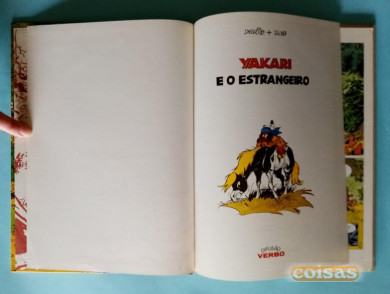 YAKARI
E O ESTRANGEIRO
VERBO
coisas